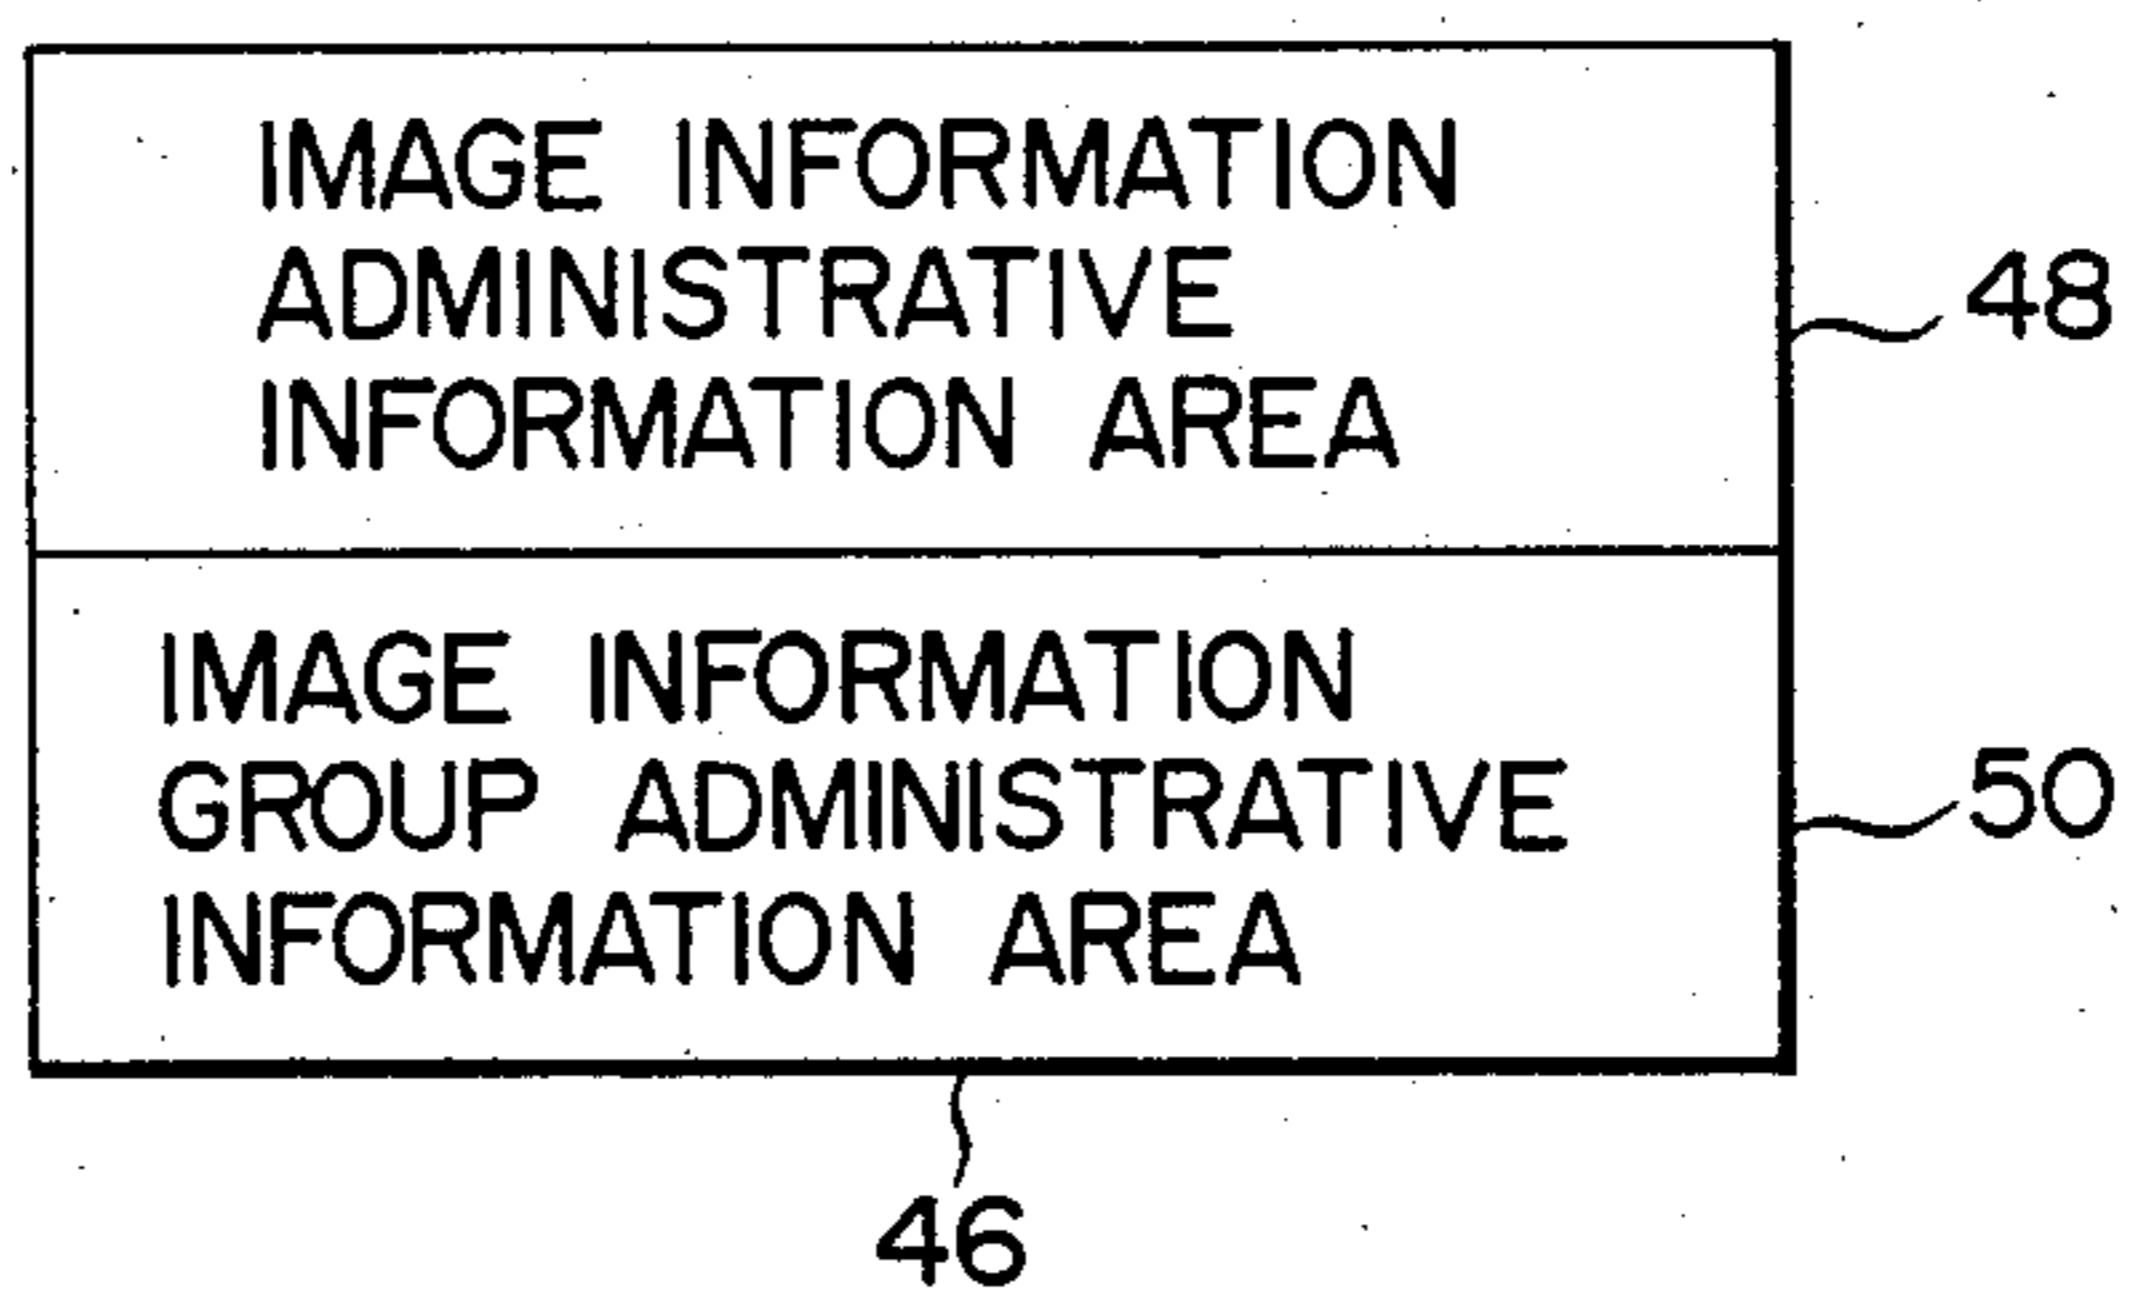 IMAGE INFORMATION
ADMINISTRATIVE
INFORMATION AREA
48
IMAGE INFORMATION
GROUP ADMINISTRATIVE
INFORMATION AREA
50
46